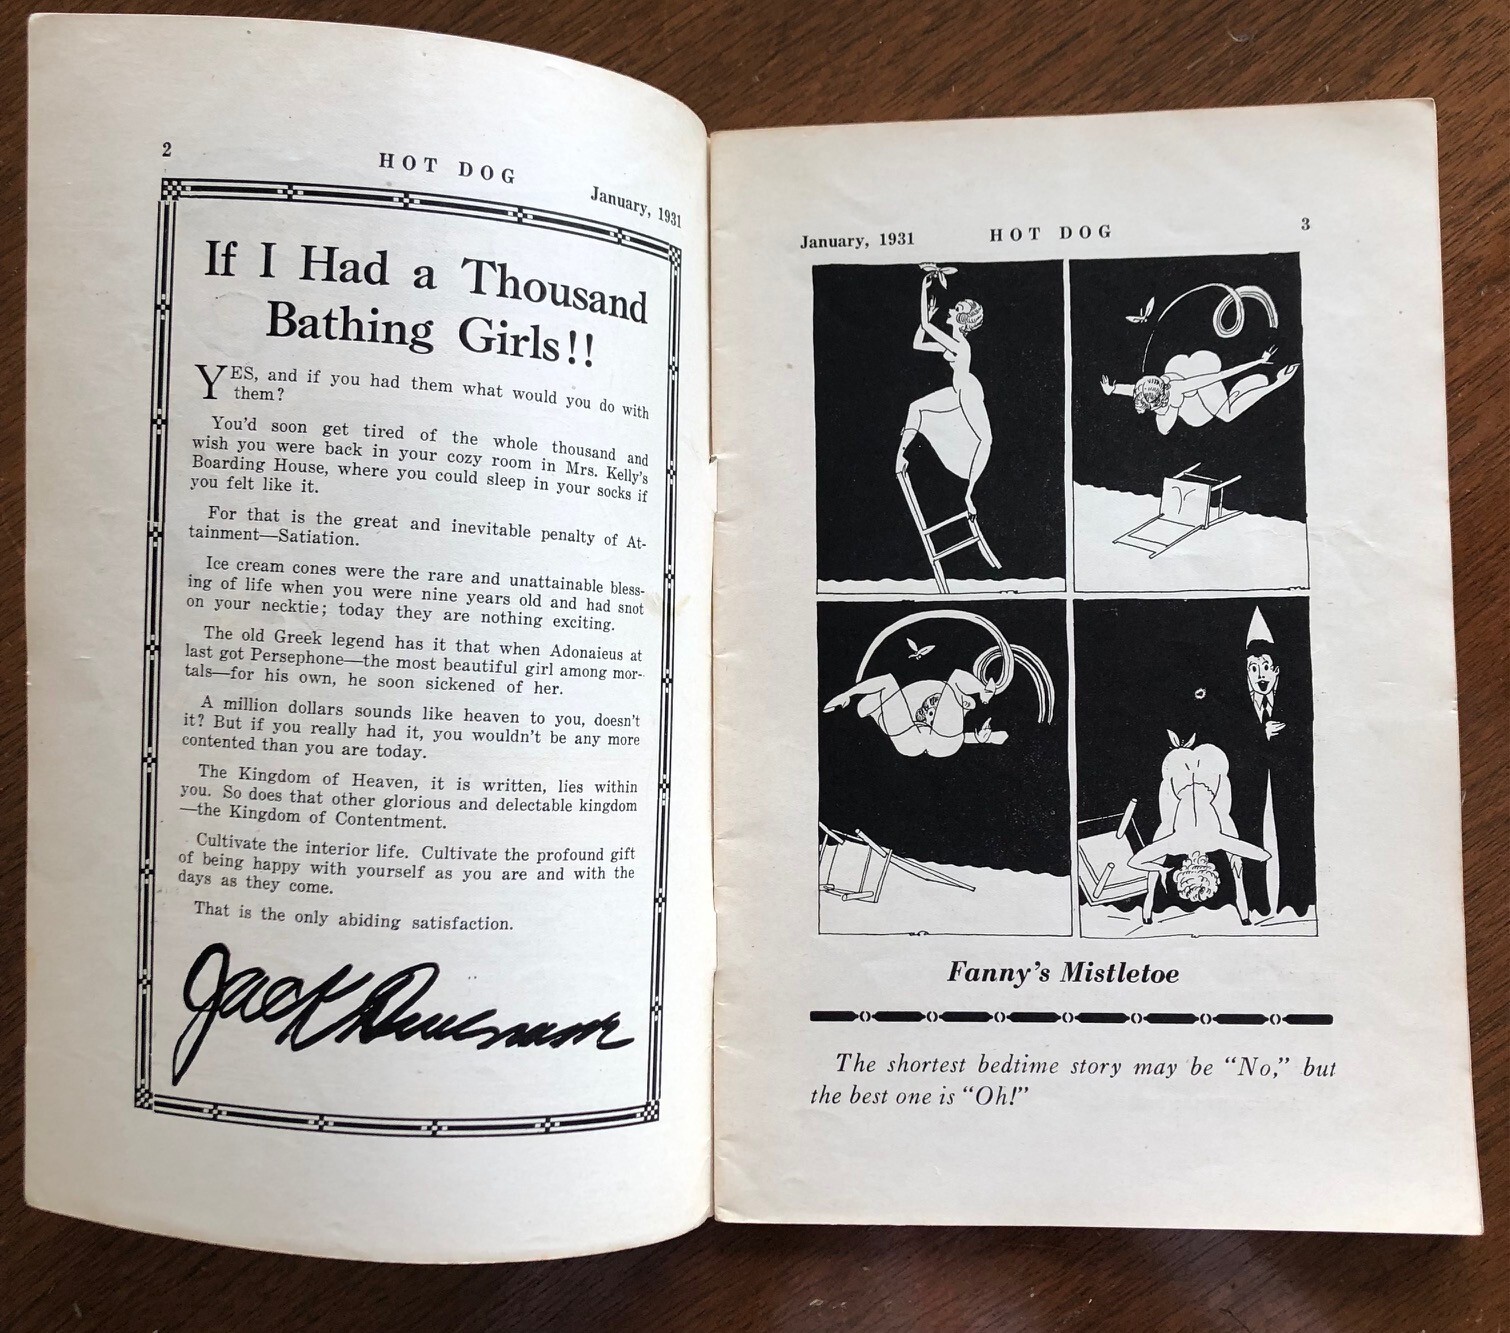 2
HOT DOG
January, 1931
If I Had a Thousand
Bathing Girls!!
YES, and if you had them what would you do with
them?
You'd soon get tired of the whole thousand and
wish you were back in your cozy room in Mrs. Kelly's
Boarding House, where you could sleep in your socks if
you felt like it.
For that is the great and inevitable penalty of At-
tainment—Satiation.
Ice cream cones were the rare and unattainable bless-
ing of life when you were nine years old and had snot
on your necktie; today they are nothing exciting.
The old Greek legend has it that when Adonaieus at
last got Persephone—the most beautiful girl among mor-
tals—for his own, he soon sickened of her.
A million dollars sounds like heaven to you, doesn't
it? But if you really had it, you wouldn't be any more
contented than you are today.
The Kingdom of Heaven, it is written, lies within
you. So does that other glorious and delectable kingdom
—the Kingdom of Contentment.
Cultivate the interior life. Cultivate the profound gift
of being happy with yourself as you are and with the
days as they come.
That is the only abiding satisfaction.
Jack
January, 1931
HOT DOG
3
Fanny's Mistletoe
The shortest bedtime story may be "No," but
the best one is "Oh!"